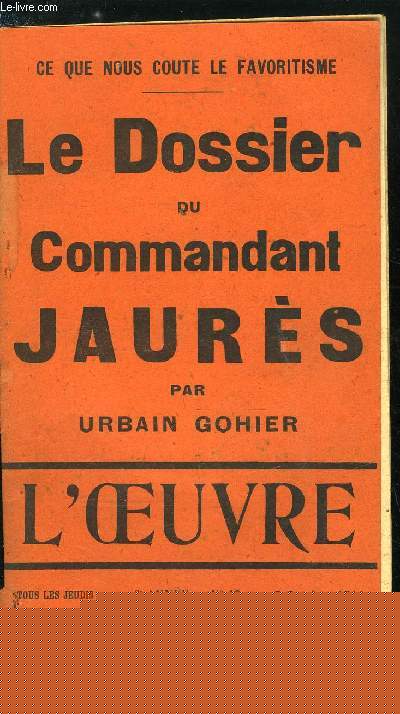 Le-livre.com
CE QUE NOUS COUTE LE FAVORITISME
Le Dossier
DU
Commandant
JAURÈS
PAR
URBAIN GOHIER
L'ŒUVRE
TOUS LES JEUDIS